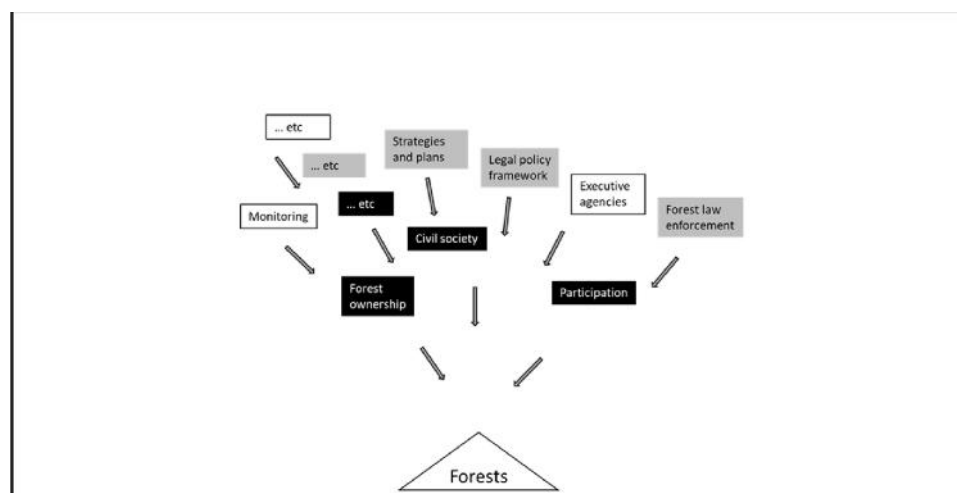 ... etc
Strategies
and plans
... etc
Legal policy
framework
Executive
agencies
... etc
Monitoring
Forest law
enforcement
Civil society
Forest
ownership
Participation
Forests